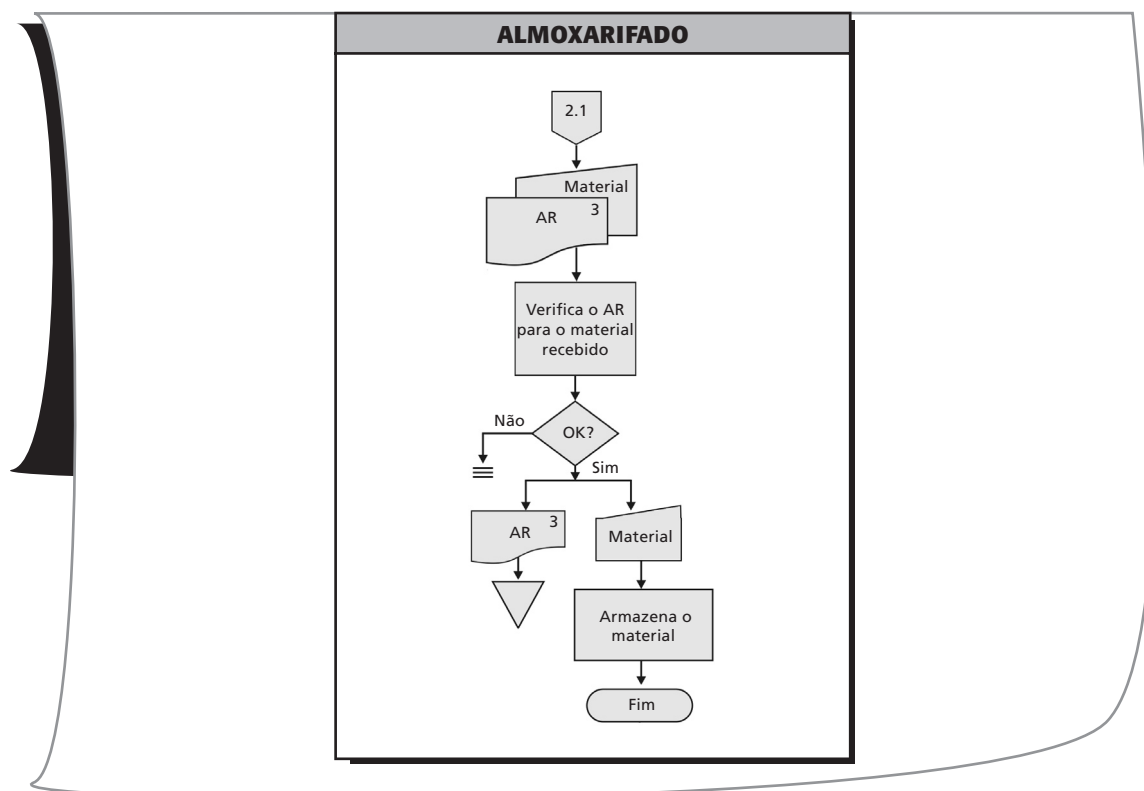 ALMOXARIFADO
2.1
Material
AR
3
Verifica o AR
para o material
recebido
Não
OK?
Sim
AR
3
Material
Armazena o
material
Fim